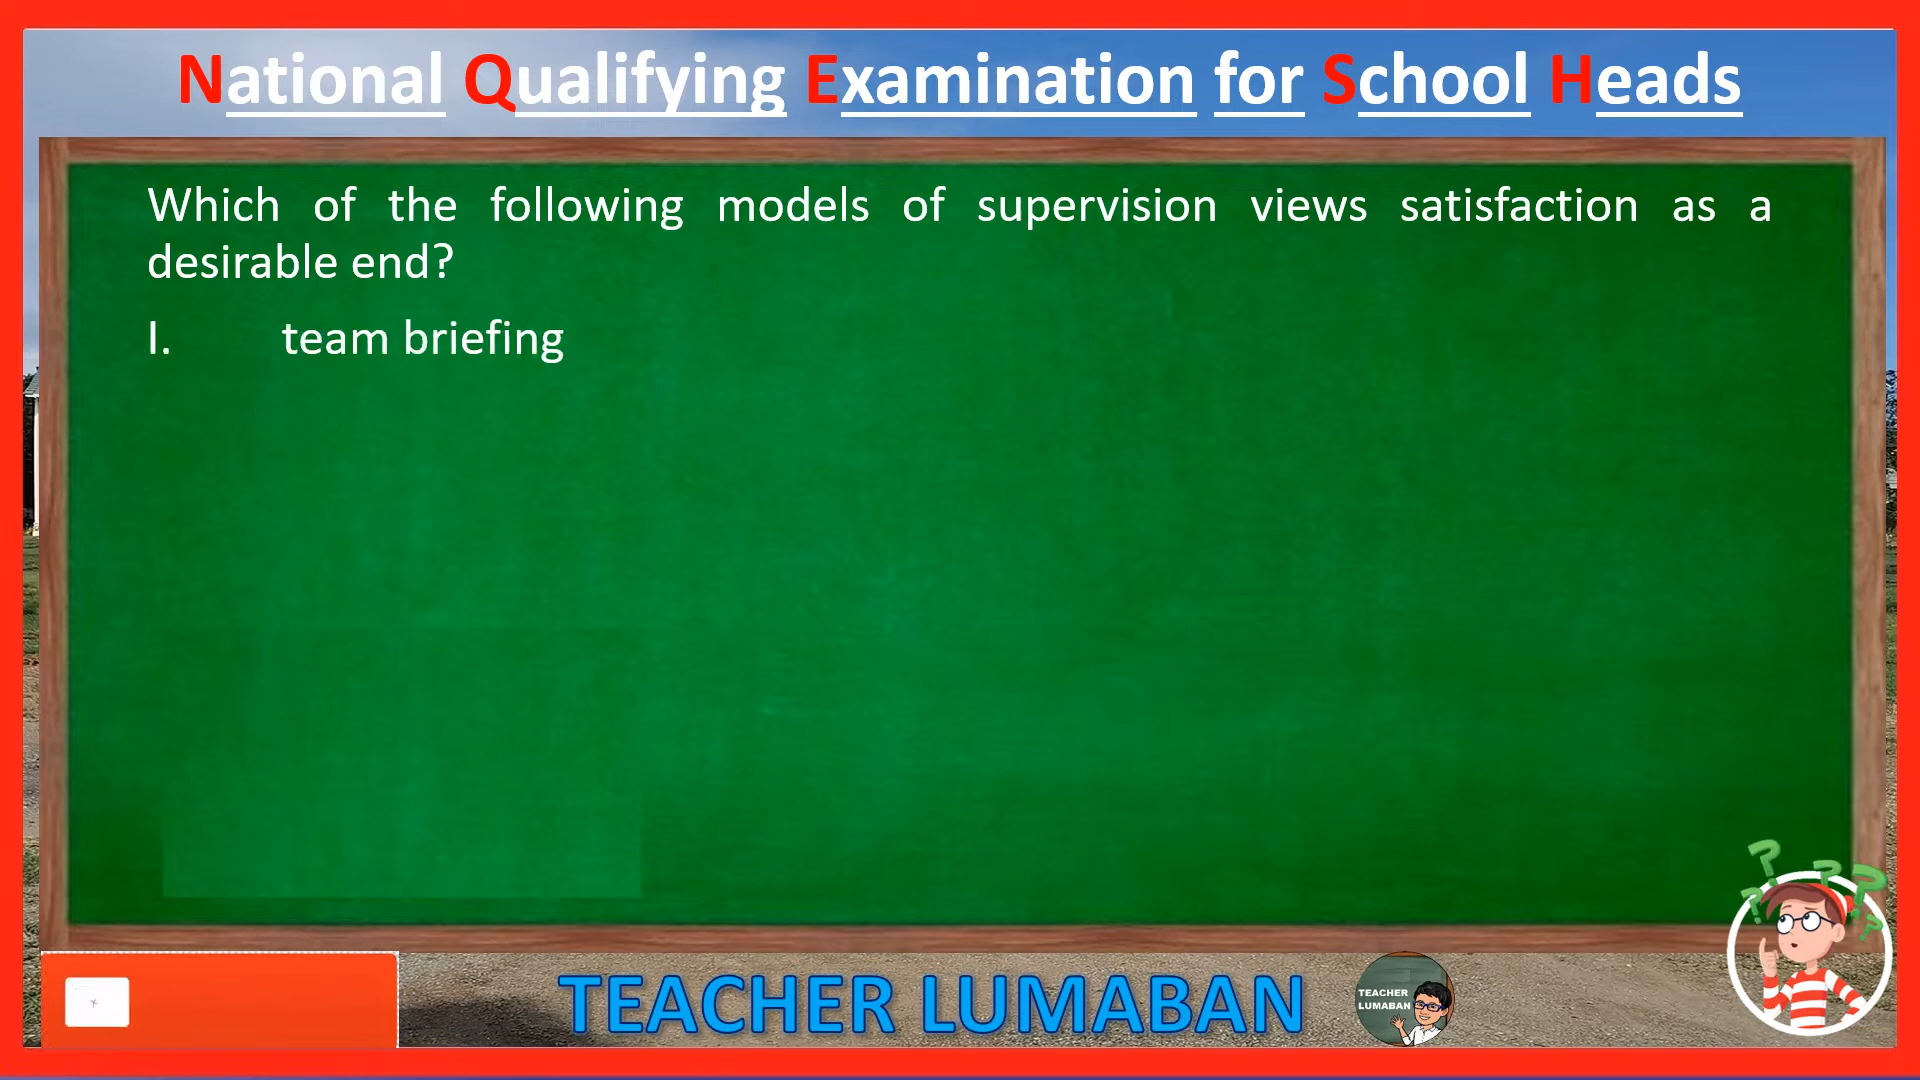 National Qualifying Examination for School Heads
Which of the following models of supervision views satisfaction as a
desirable end?
I. team briefing
TEACHER LUMABAN
TEACHER
LUMABAN